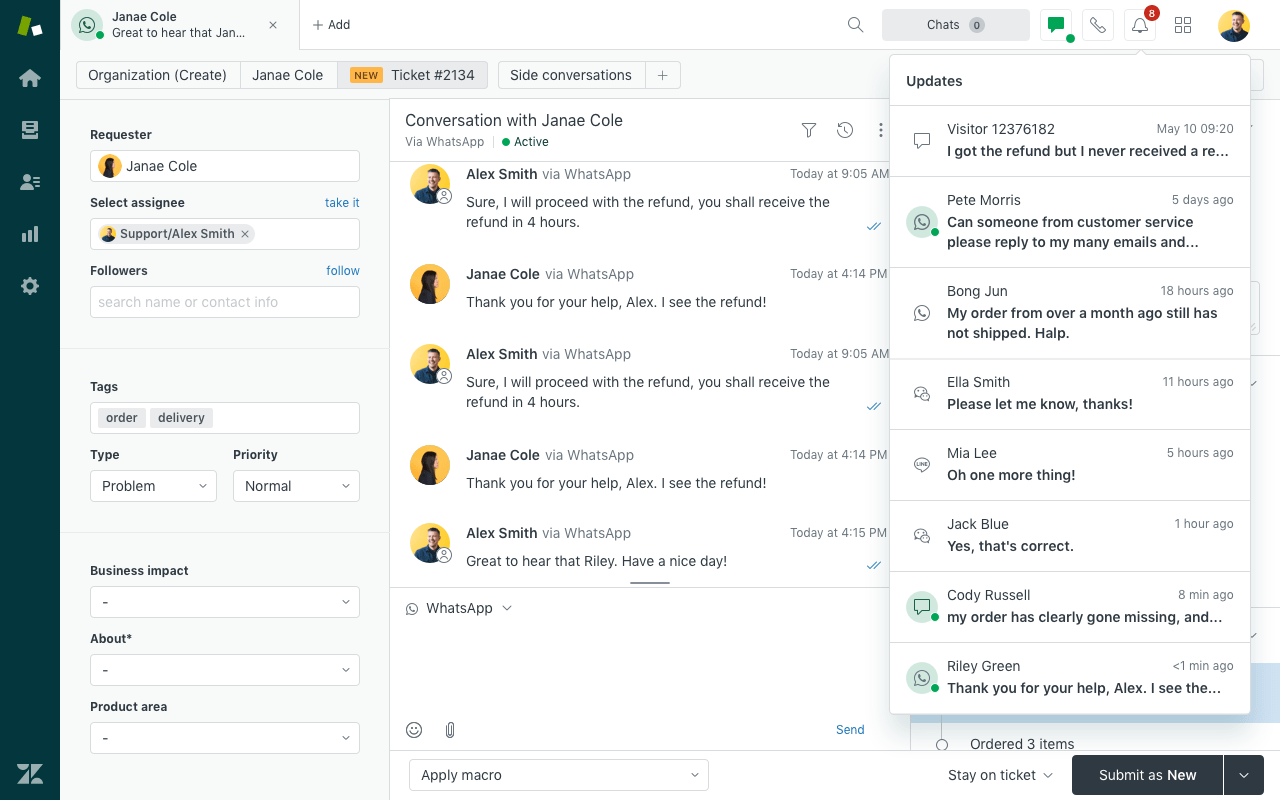 Janae Cole
Great to hear that Jan...
Add
Chats 0
8
Organization (Create)
Janae Cole
NEW Ticket #2134
Side conversations
Requester
Janae Cole
Select assignee
take it
Support/Alex Smith
Followers
follow
search name or contact info
Tags
order
delivery
Type
Priority
Problem
Normal
Business impact
-
About*
-
Product area
-
Conversation with Janae Cole
Via WhatsApp
Active
Alex Smith via WhatsApp
Today at 9:05 AM
Sure, I will proceed with the refund, you shall receive the
refund in 4 hours.
Janae Cole via WhatsApp
Today at 4:14 PM
Thank you for your help, Alex. I see the refund!
Alex Smith via WhatsApp
Today at 9:05 AM
Sure, I will proceed with the refund, you shall receive the
refund in 4 hours.
Janae Cole via WhatsApp
Today at 4:14 PM
Thank you for your help, Alex. I see the refund!
Alex Smith via WhatsApp
Today at 4:15 PM
Great to hear that Riley. Have a nice day!
WhatsApp
Send
Apply macro
Updates
Visitor 12376182
May 10 09:20
I got the refund but I never received a re...
Pete Morris
5 days ago
Can someone from customer service
please reply to my many emails and...
Bong Jun
18 hours ago
My order from over a month ago still has
not shipped. Halp.
Ella Smith
11 hours ago
Please let me know, thanks!
LINE
Mia Lee
5 hours ago
Oh one more thing!
Jack Blue
1 hour ago
Yes, that's correct.
Cody Russell
8 min ago
my order has clearly gone missing, and...
Riley Green
<1 min ago
Thank you for your help, Alex. I see the...
Ordered 3 items
Stay on ticket
Submit as New